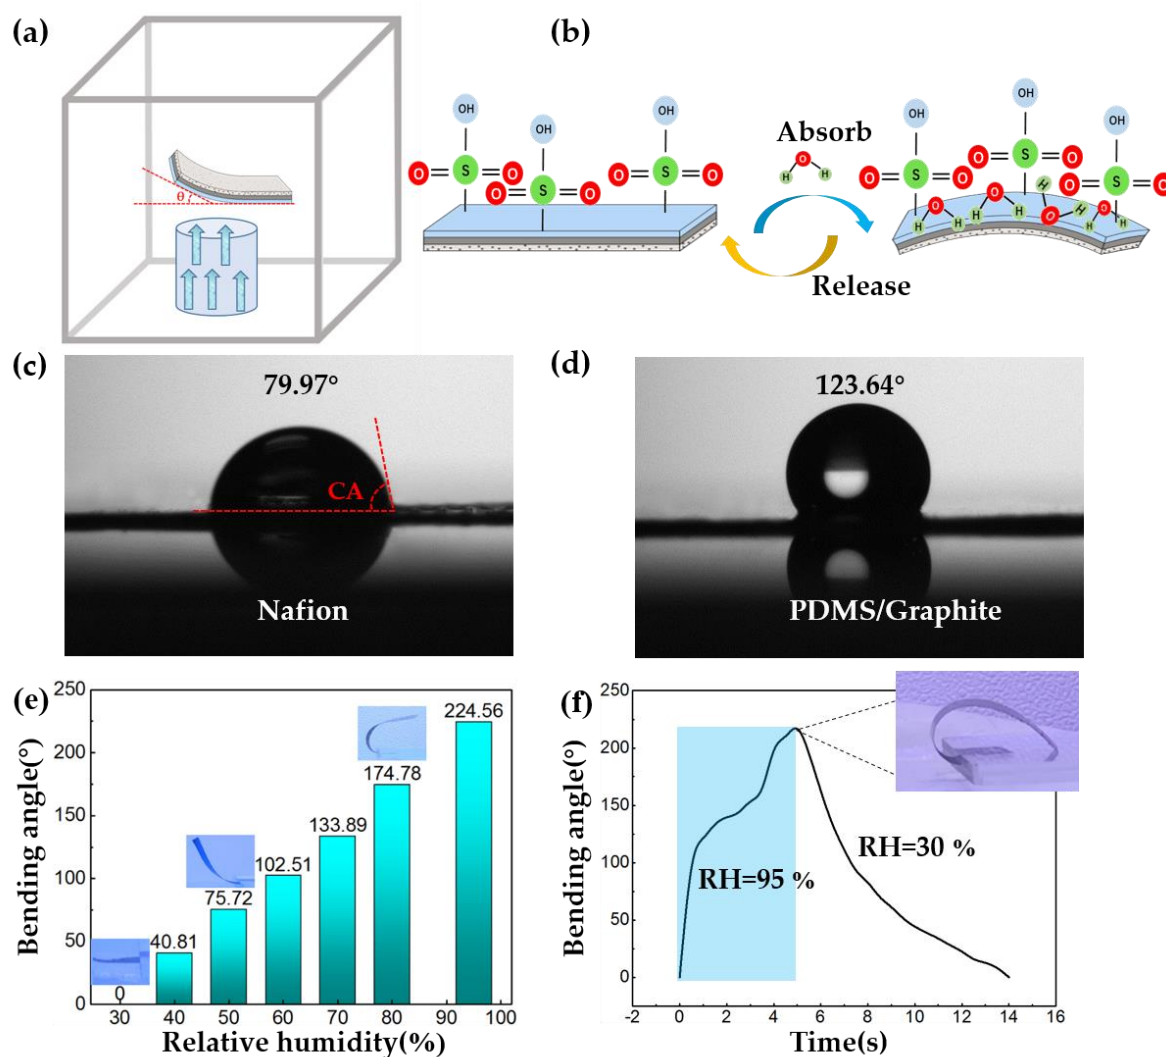 (a)
θ
(b)
OH
OH
OH
O S O
O S O
O S O
Absorb
O
H H
Release
OH
OH
OH
O S O
O S O
O S O
H O H H O H H O H H O H
(c)
79.97°
CA
Nafion
(d)
123.64°
PDMS/Graphite
(e)
Bending angle(°)
250
200
150
100
50
0
0
40.81
75.72
102.51
133.89
174.78
224.56
30 40 50 60 70 80 90 100
Relative humidity(%)
(f)
Bending angle(°)
250
200
150
100
50
0
RH=95 %
RH=30 %
-2 0 2 4 6 8 10 12 14 16
Time(s)